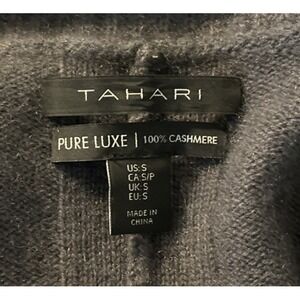 TAHARI
PURE LUXE | 100% CASHMERE
US:S
CA:S/P
UK:S
EU:S
MADE IN
CHINA